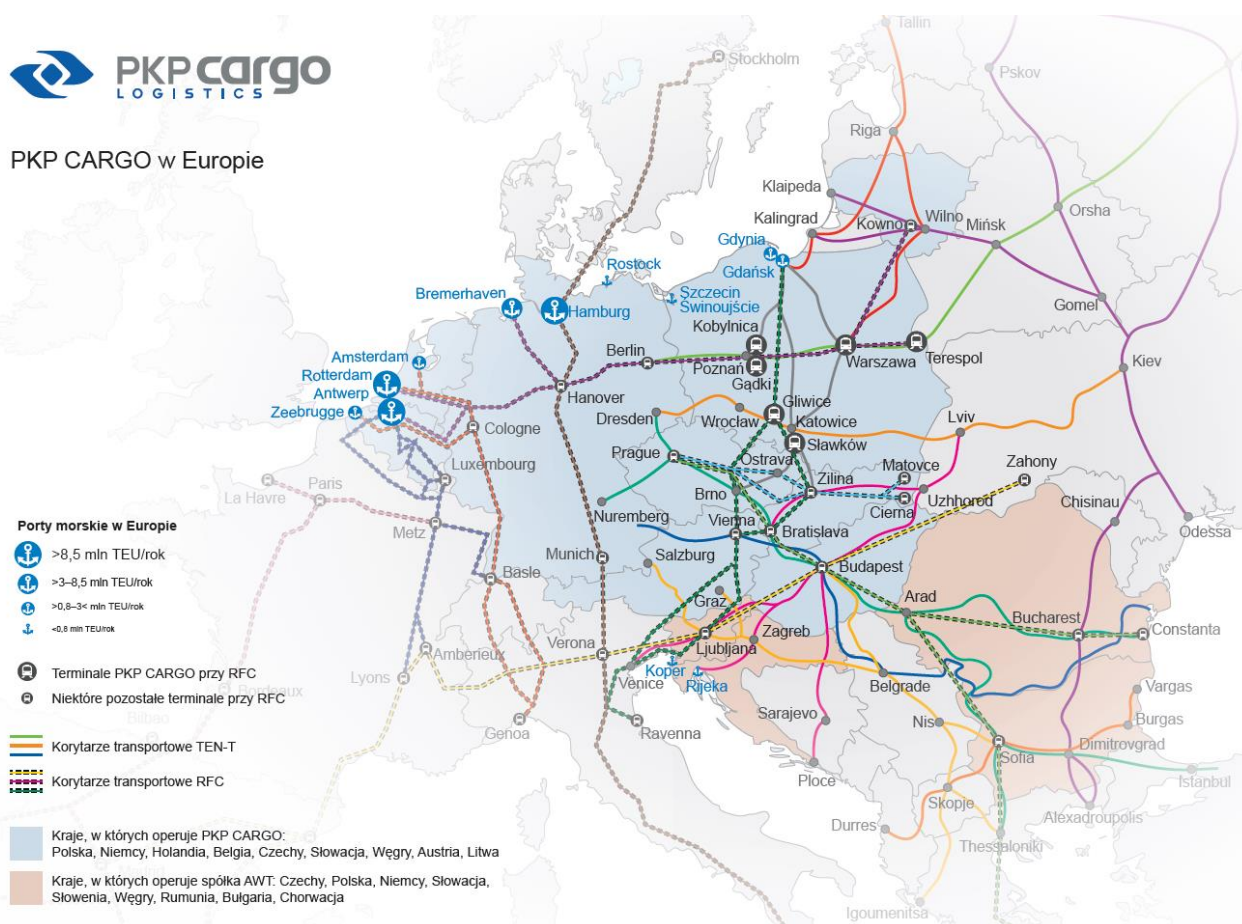 PKP cargo
LOGISTICS
PKP CARGO w Europie
Tallin
Pskov
Stockholm
Riga
Klaipeda
Kalingrad
Kowno
Wilno
Mińsk
Orsha
Gdynia
Gdańsk
Rostock
Szczecin
Świnoujście
Bremerhaven
Hamburg
Gomel
Kobylnica
Berlin
Poznań
Gądki
Warszawa
Terespol
Kiev
Amsterdam
Rotterdam
Antwerp
Zeebrugge
Hanover
Gliwice
Dresden
Wrocław
Katowice
Lviv
Cologne
Sławków
Prague
Ostrava
Matovce
Zahony
Luxembourg
La Havre
Paris
Brno
Zilina
Cierna
Uzhhorod
Chisinau
Nuremberg
Vienna
Bratislava
Odessa
Metz
Munich
Salzburg
Budapest
Basle
Graz
Arad
Bucharest
Constanta
Verona
Ljubljana
Zagreb
Amberieux
Lyons
Koper
Rijeka
Venice
Belgrade
Vargas
Bordeaux
Bilbao
Sarajevo
Nis
Burgas
Genoa
Ravenna
Sofia
Dimitrovgrad
Ploce
Istanbul
Skopje
Durres
Alexadroupolis
Thessaloniki
Igoumenitsa
Porty morskie w Europie
>8,5 mln TEU/rok
>3–8,5 mln TEU/rok
>0,8–3< mln TEU/rok
<0,8 mln TEU/rok
Terminale PKP CARGO przy RFC
Niektóre pozostałe terminale przy RFC
Korytarze transportowe TEN-T
Korytarze transportowe RFC
Kraje, w których operuje PKP CARGO:
Polska, Niemcy, Holandia, Belgia, Czechy, Słowacja, Węgry, Austria, Litwa
Kraje, w których operuje spółka AWT: Czechy, Polska, Niemcy, Słowacja,
Słowenia, Węgry, Rumunia, Bułgaria, Chorwacja